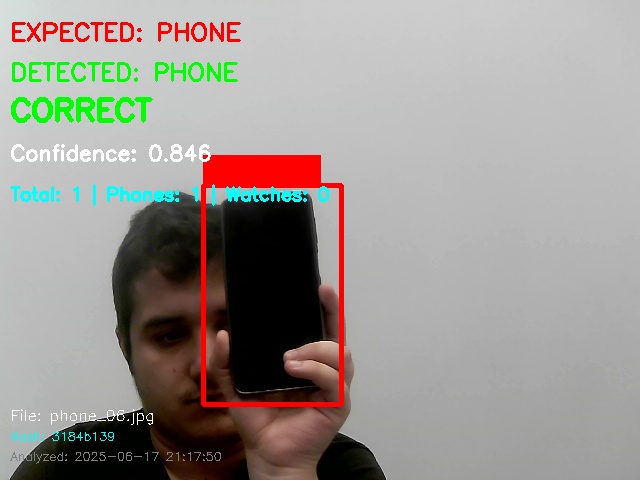 EXPECTED: PHONE
DETECTED: PHONE
CORRECT
Confidence: 0.846
Total: 1 | Phones: 1 | Watches: 0
File: phone_06.jpg
3184b139
Analyzed: 2025-06-17 21:17:50